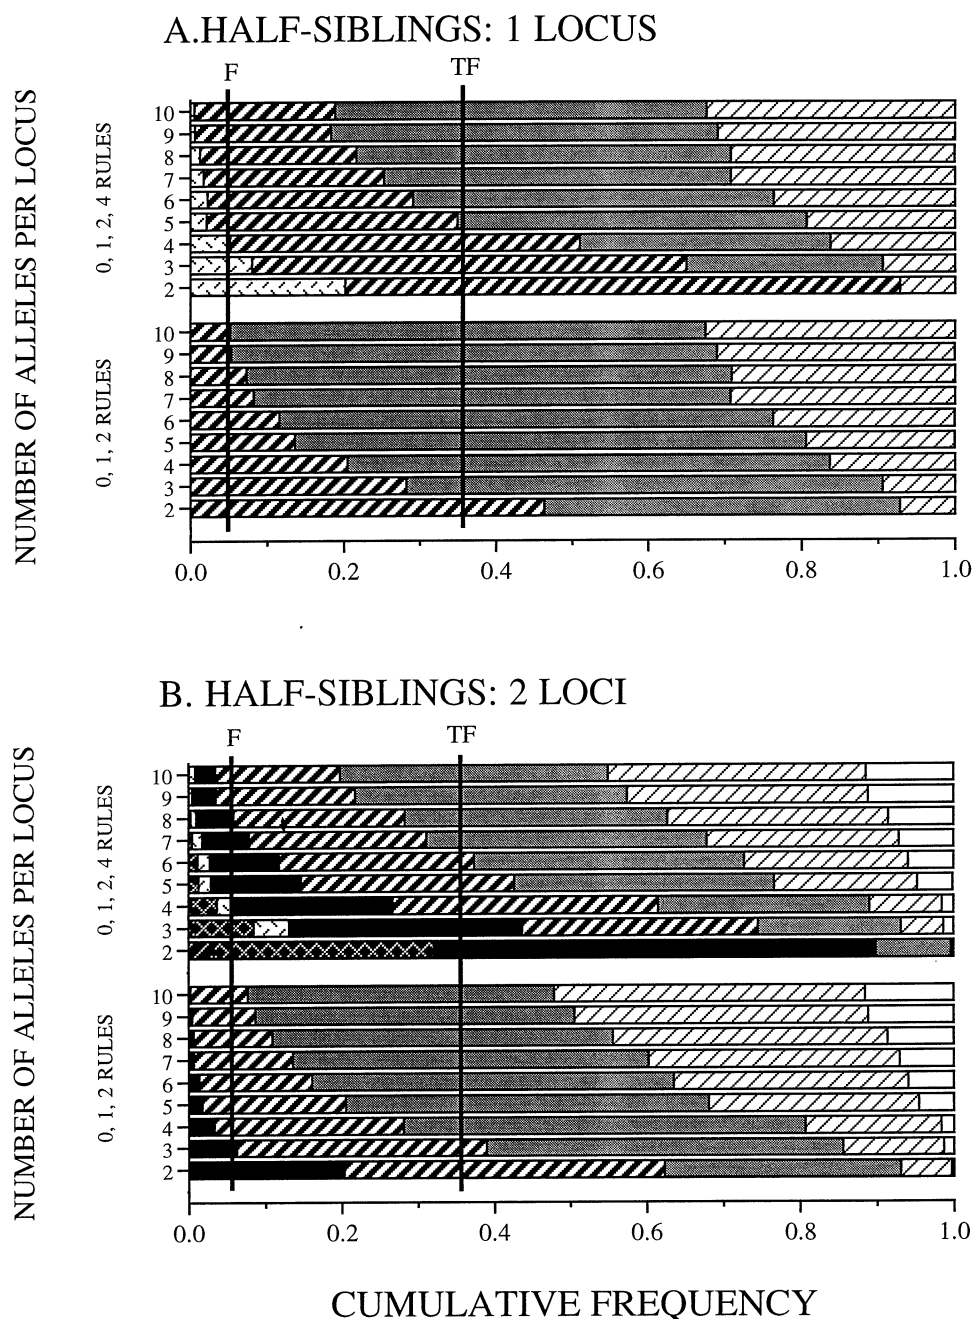 A.HALF-SIBLINGS: 1 LOCUS
F
TF
NUMBER OF ALLELES PER LOCUS
0, 1, 2, 4 RULES
10
9
8
7
6
5
4
3
2
0, 1, 2 RULES
10
9
8
7
6
5
4
3
2
0.0 0.2 0.4 0.6 0.8 1.0
B. HALF-SIBLINGS: 2 LOCI
F
TF
NUMBER OF ALLELES PER LOCUS
0, 1, 2, 4 RULES
10
9
8
7
6
5
4
3
2
0, 1, 2 RULES
10
9
8
7
6
5
4
3
2
0.0 0.2 0.4 0.6 0.8 1.0
CUMULATIVE FREQUENCY